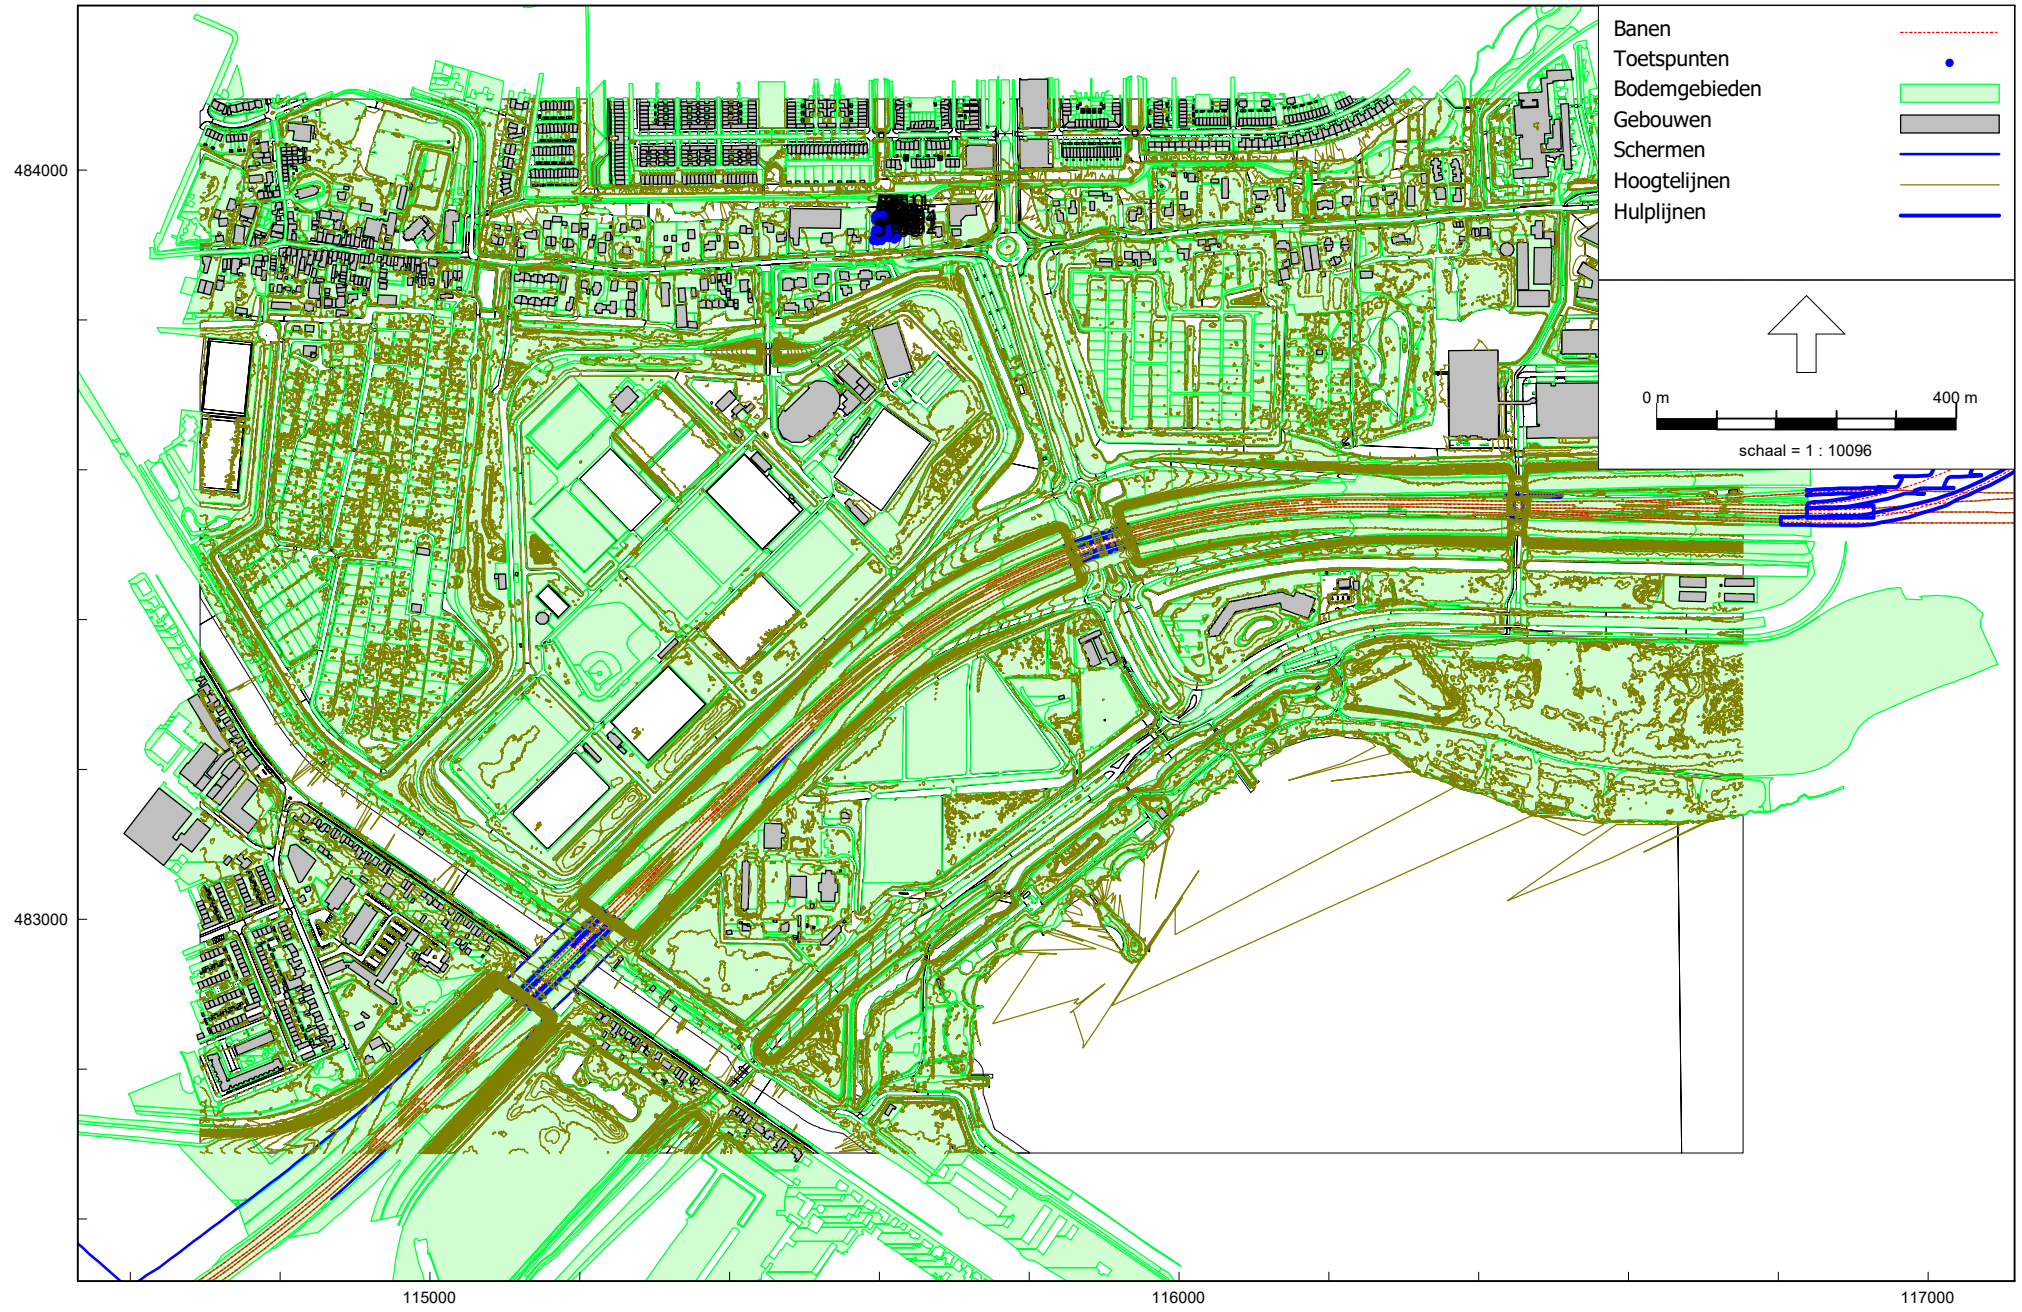 Banen
Toetspunten
Bodemgebieden
Gebouwen
Schermen
Hoogtelijnen
Hulplijnen
0 m 400 m
schaal = 1 : 10096
484000
483000
115000 116000 117000